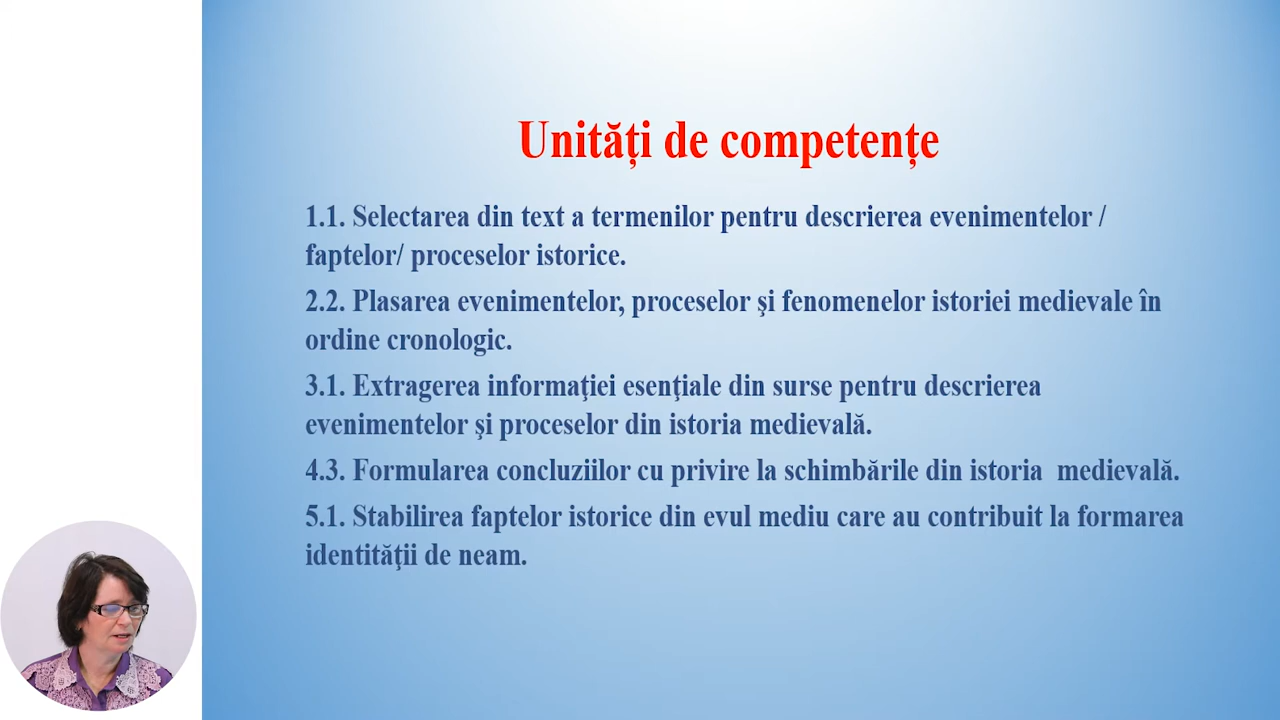 Unități de competențe
1.1. Selectarea din text a termenilor pentru descrierea evenimentelor /
faptelor/ proceselor istorice.
2.2. Plasarea evenimentelor, proceselor şi fenomenelor istoriei medievale în
ordine cronologic.
3.1. Extragerea informaţiei esenţiale din surse pentru descrierea
evenimentelor şi proceselor din istoria medievală.
4.3. Formularea concluziilor cu privire la schimbările din istoria  medievală.
5.1. Stabilirea faptelor istorice din evul mediu care au contribuit la formarea
identităţii de neam.